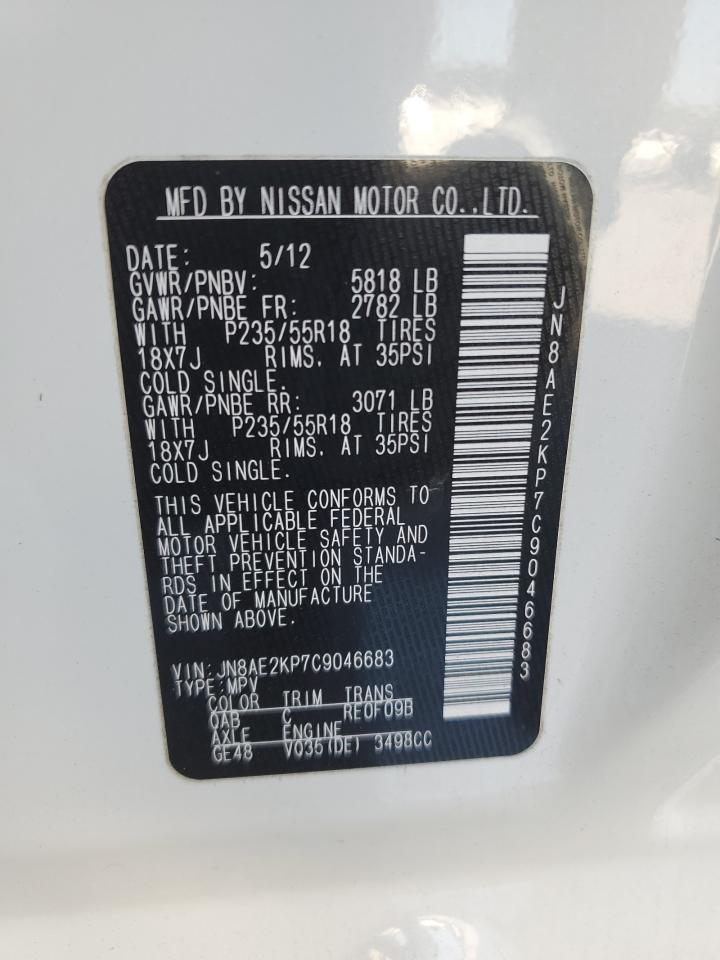 MFD BY NISSAN MOTOR CO.,LTD.
DATE: 5/12
GVWR/PNBV: 5818 LB
GAWR/PNBE FR: 2782 LB
WITH P235/55R18 TIRES
18X7J RIMS, AT 35PSI
COLD SINGLE.
GAWR/PNBE RR: 3071 LB
WITH P235/55R18 TIRES
18X7J RIMS, AT 35PSI
COLD SINGLE.
THIS VEHICLE CONFORMS TO
ALL APPLICABLE FEDERAL
MOTOR VEHICLE SAFETY AND
THEFT PREVENTION STANDA-
RDS IN EFFECT ON THE
DATE OF MANUFACTURE
SHOWN ABOVE.
VIN:JN8AE2KP7C9046683
TYPE:MPV
COLOR TRIM TRANS
QAB C RE0F09B
AXLE ENGINE
GE48 VQ35(DE) 3498CC
JN8AE2KP7C9046683